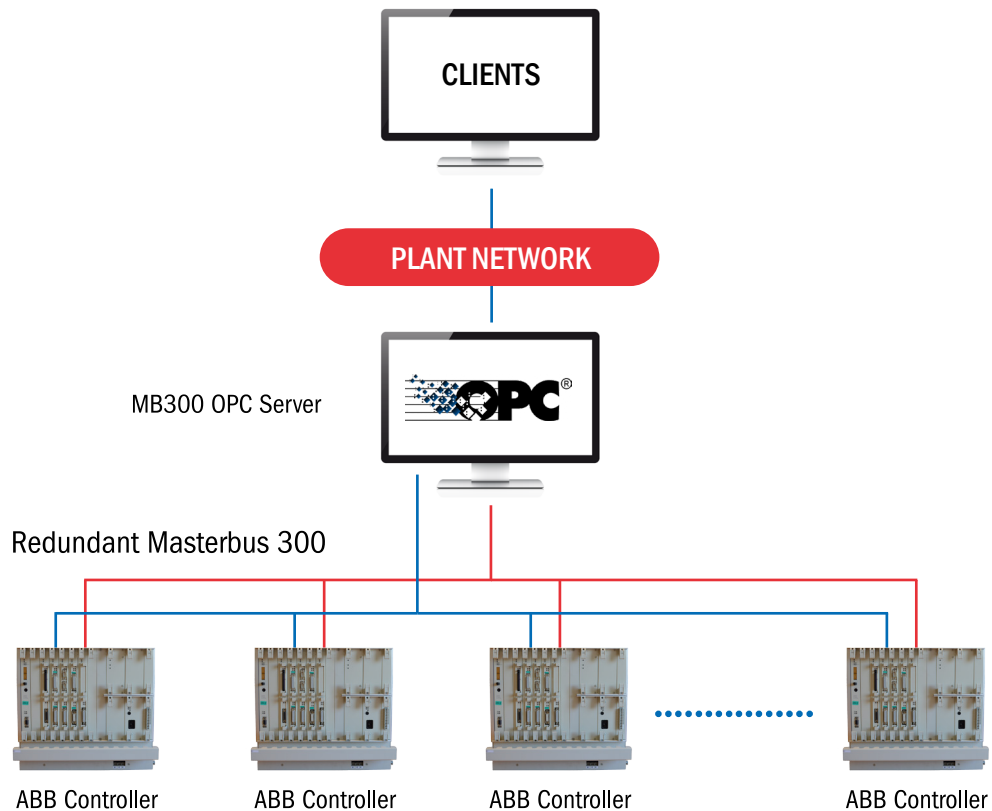 CLIENTS
PLANT NETWORK
OPC®
MB300 OPC Server
Redundant Masterbus 300
ABB Controller
ABB Controller
ABB Controller
ABB Controller